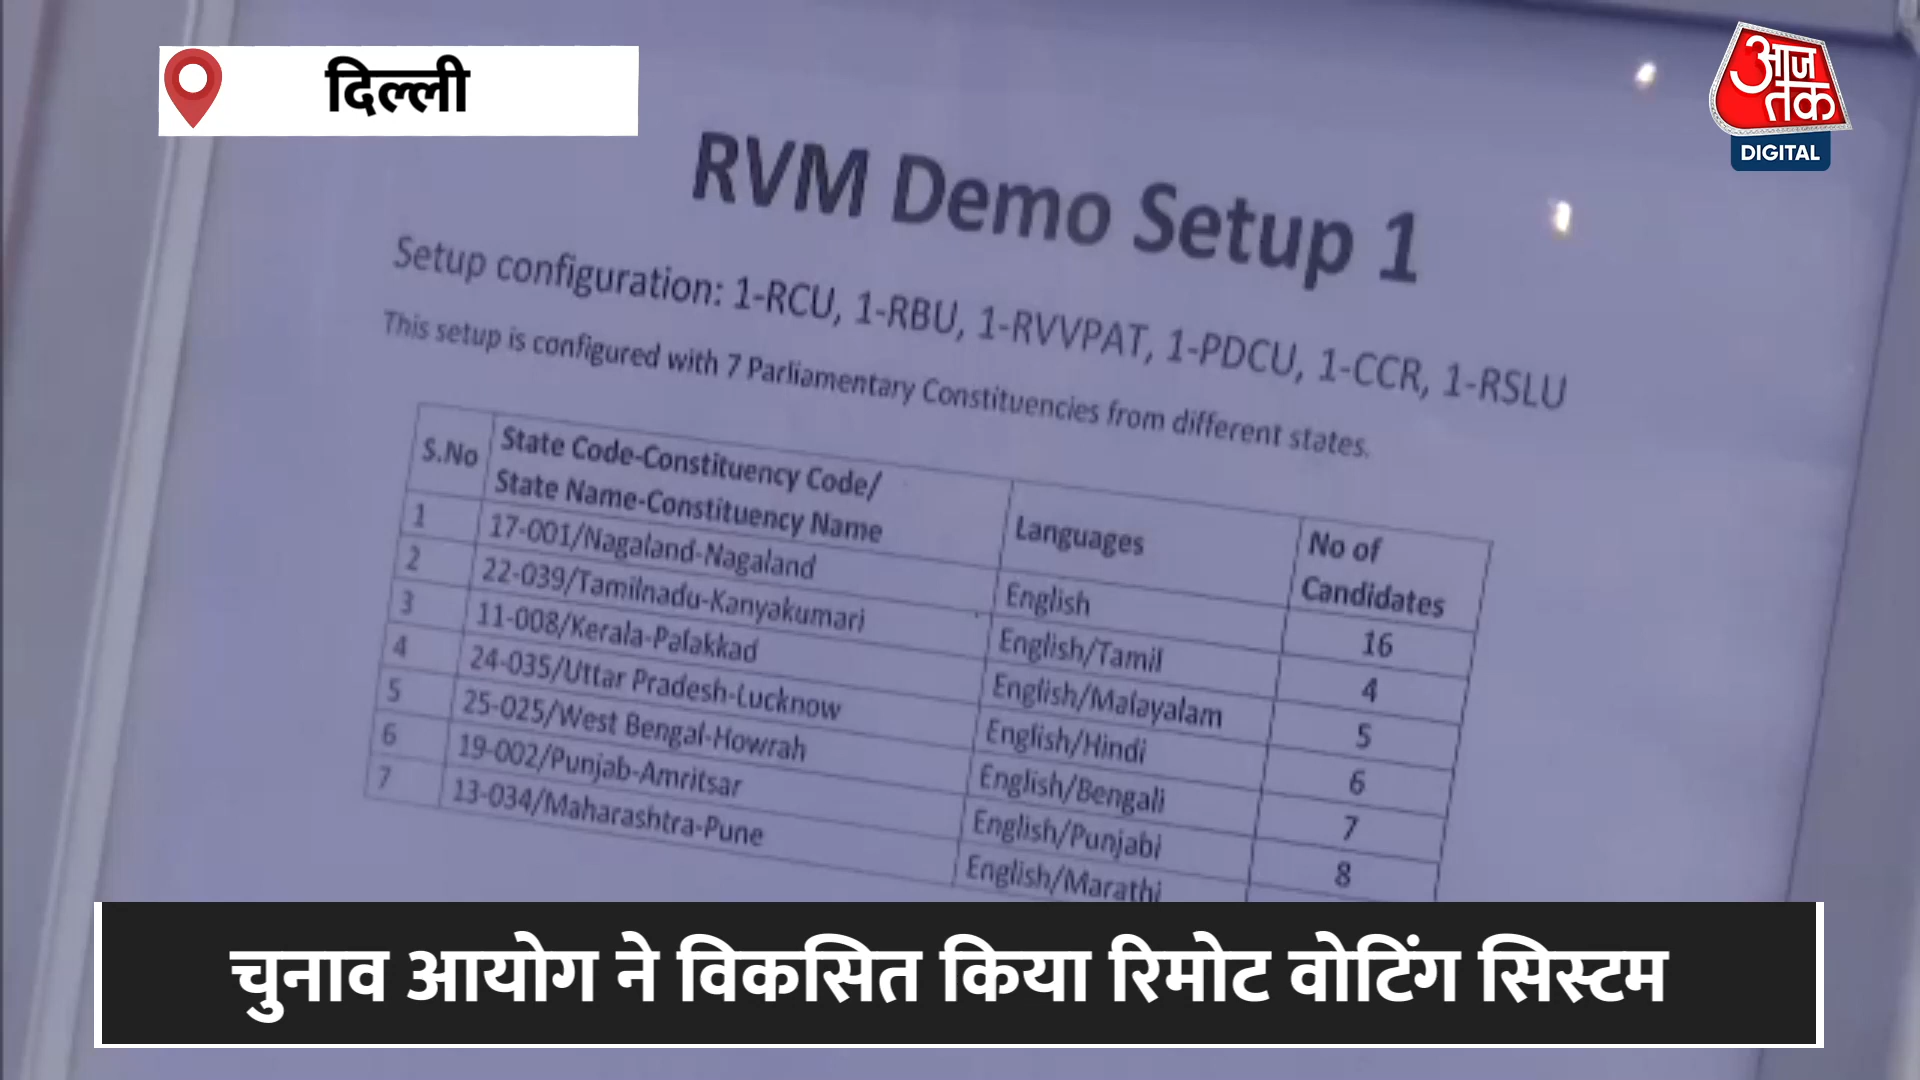 दिल्ली
आज
तक
DIGITAL
RVM Demo Setup 1
Setup configuration: 1-RCU, 1-RBU, 1-RVVPAT, 1-PDCU, 1-CCR, 1-RSLU
This setup is configured with 7 Parliamentary Constituencies from different states.
S.No State Code-Constituency Code/ State Name-Constituency Name Languages No of Candidates
1 17-001/Nagaland-Nagaland English 16
2 22-039/Tamilnadu-Kanyakumari English/Tamil 4
3 11-008/Kerala-Palakkad English/Malayalam 5
4 24-035/Uttar Pradesh-Lucknow English/Hindi 6
5 25-025/West Bengal-Howrah English/Bengali 7
6 19-002/Punjab-Amritsar English/Punjabi 8
7 13-034/Maharashtra-Pune English/Marathi
चुनाव आयोग ने विकसित किया रिमोट वोटिंग सिस्टम